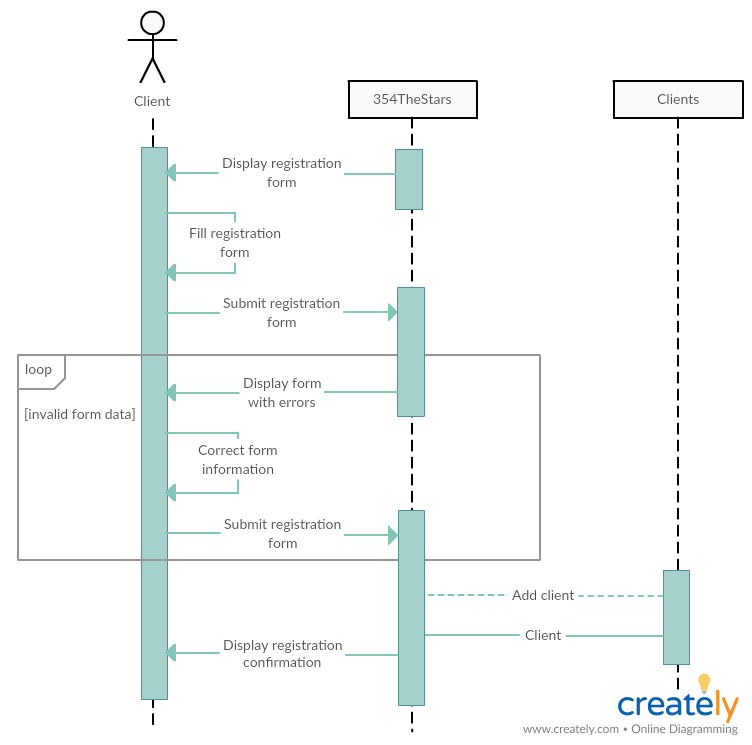 Client
354TheStars
Clients
Display registration
form
Fill registration
form
Submit registration
form
loop
Display form
with errors
[invalid form data]
Correct form
information
Submit registration
form
Add client
Client
Display registration
confirmation
creately
www.creately.com • Online Diagramming